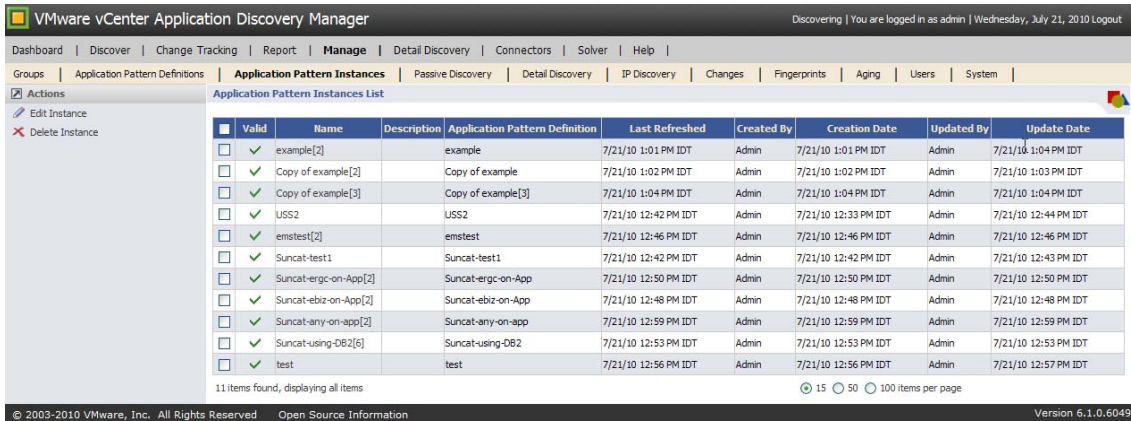 VMware vCenter Application Discovery Manager
Discovering | You are logged in as admin | Wednesday, July 21, 2010 Logout
Dashboard | Discover | Change Tracking | Report | Manage | Detail Discovery | Connectors | Solver | Help |
Groups | Application Pattern Definitions | Application Pattern Instances | Passive Discovery | Detail Discovery | IP Discovery | Changes | Fingerprints | Aging | Users | System |
Actions
Edit Instance
Delete Instance
Application Pattern Instances List
Valid Name Description Application Pattern Definition Last Refreshed Created By Creation Date Updated By Update Date
example[2] example 7/21/10 1:01 PM IDT Admin 7/21/10 1:01 PM IDT Admin 7/21/10 1:04 PM IDT
Copy of example[2] Copy of example 7/21/10 1:02 PM IDT Admin 7/21/10 1:02 PM IDT Admin 7/21/10 1:03 PM IDT
Copy of example[3] Copy of example[3] 7/21/10 1:04 PM IDT Admin 7/21/10 1:04 PM IDT Admin 7/21/10 1:04 PM IDT
USS2 USS2 7/21/10 12:42 PM IDT Admin 7/21/10 12:33 PM IDT Admin 7/21/10 12:44 PM IDT
emstest[2] emstest 7/21/10 12:46 PM IDT Admin 7/21/10 12:46 PM IDT Admin 7/21/10 12:46 PM IDT
Suncat-test1 Suncat-test1 7/21/10 12:42 PM IDT Admin 7/21/10 12:42 PM IDT Admin 7/21/10 12:43 PM IDT
Suncat-ergc-on-App[2] Suncat-ergc-on-App 7/21/10 12:50 PM IDT Admin 7/21/10 12:50 PM IDT Admin 7/21/10 12:50 PM IDT
Suncat-ebiz-on-App[2] Suncat-ebiz-on-App 7/21/10 12:48 PM IDT Admin 7/21/10 12:48 PM IDT Admin 7/21/10 12:48 PM IDT
Suncat-any-on-app[2] Suncat-any-on-app 7/21/10 12:59 PM IDT Admin 7/21/10 12:59 PM IDT Admin 7/21/10 12:59 PM IDT
Suncat-using-DB2[6] Suncat-using-DB2 7/21/10 12:53 PM IDT Admin 7/21/10 12:53 PM IDT Admin 7/21/10 12:53 PM IDT
test test 7/21/10 12:56 PM IDT Admin 7/21/10 12:56 PM IDT Admin 7/21/10 12:57 PM IDT
11 items found, displaying all items
15 50 100 items per page
© 2003-2010 VMware, Inc. All Rights Reserved Open Source Information
Version 6.1.0.6049